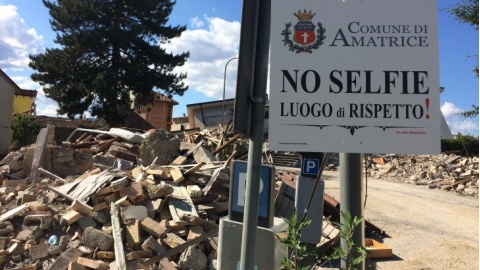 COMUNE DI
AMATRICE
NO SELFIE
LUOGO di RISPETTO!
P
P